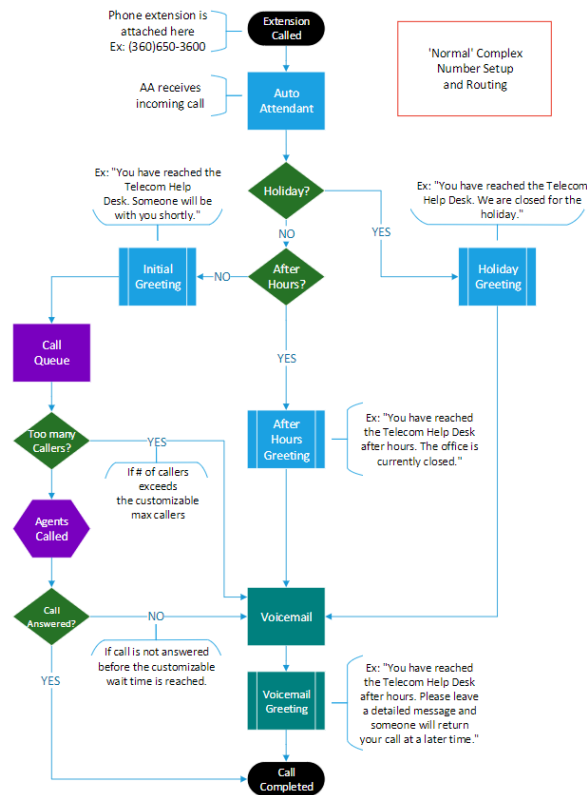 Phone extension is
attached here
Ex: (360)650-3600
Extension
Called
'Normal' Complex
Number Setup
and Routing
AA receives
incoming call
Auto
Attendant
Ex: "You have reached the
Telecom Help
Desk. Someone will be
with you shortly."
Holiday?
Ex: "You have reached the Telecom
Help Desk. We are closed for the
holiday."
NO
YES
Initial
Greeting
NO
After
Hours?
Holiday
Greeting
Call
Queue
YES
Too many
Callers?
YES
If # of callers
exceeds
the customizable
max callers
After
Hours
Greeting
Ex: "You have reached
the Telecom Help Desk
after hours. The office is
currently closed."
Agents
Called
Call
Answered?
NO
If call is not answered
before the customizable
wait time is reached.
Voicemail
YES
Voicemail
Greeting
Ex: "You have reached
the Telecom Help Desk
after hours. Please leave
a detailed message and
someone will return
your call at a later time."
Call
Completed